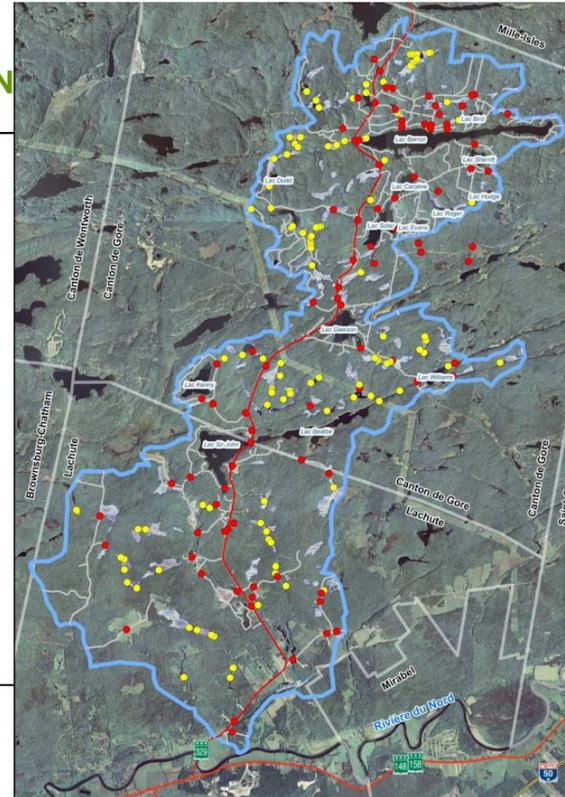 N
Mille-Isles
Lac Bird
Lac Barron
Lac Sherritt
Lac Dodd
Lac Caroline
Lac Hodge
Lac Roger
Lac Solar
Lac Evans
Canton de Wentworth
Canton de Gore
Lac Dawson
Lac Williams
Lac Kenny
Lac Beattie
Lac Sir-John
Brownsburg-Chatham
Lachute
Canton de Gore
Lachute
Canton de Gore
Mirabel
Rivière du Nord
329
148 158
50